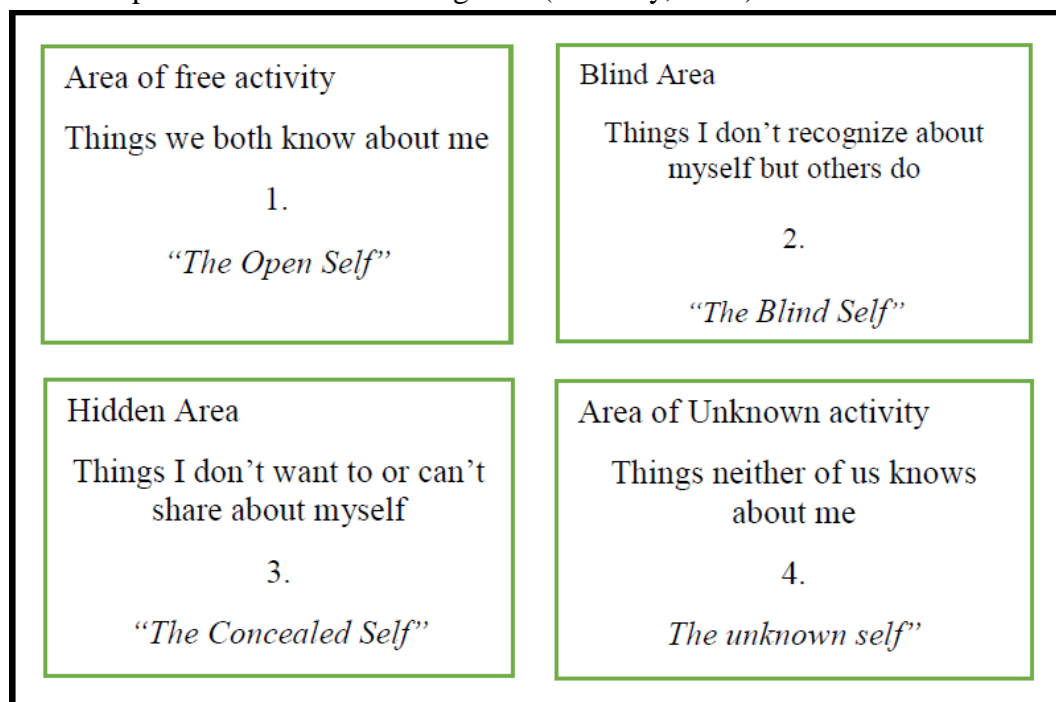 Area of free activity
Things we both know about me
1.
“The Open Self”
Blind Area
Things I don’t recognize about
myself but others do
2.
“The Blind Self”
Hidden Area
Things I don’t want to or can’t
share about myself
3.
“The Concealed Self”
Area of Unknown activity
Things neither of us knows
about me
4.
The unknown self”